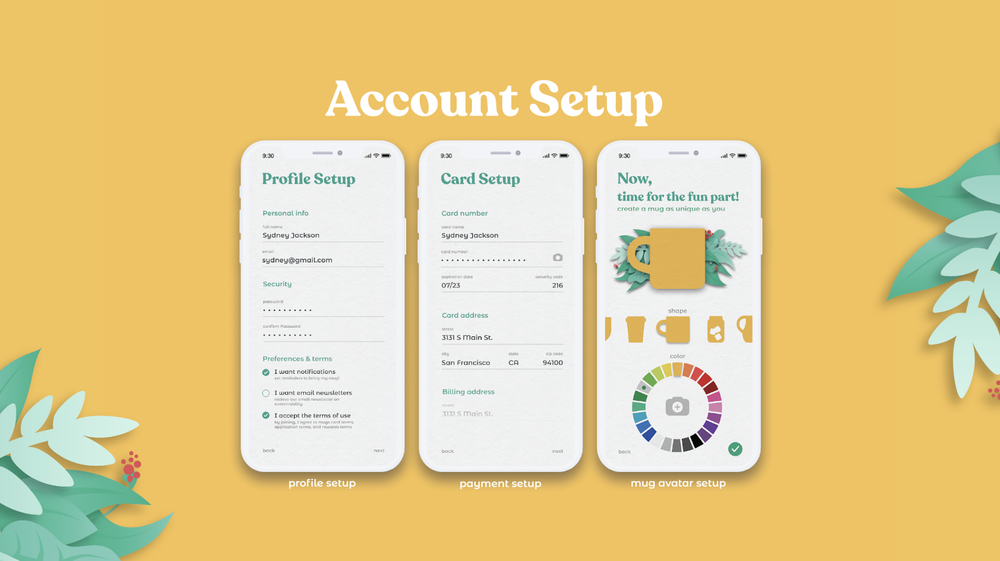 Account Setup
9:30
Profile Setup
Personal info
full name
Sydney Jackson
email
sydney@gmail.com
Security
password
confirm Password
Preferences & terms
I want notifications
I want email newsletters
I accept the terms of use
back
next
profile setup
9:30
Card Setup
Card number
card name
Sydney Jackson
card number
expiration date
security code
07/23
216
Card address
street
3131 S Main St.
city
state
zip code
San Francisco
CA
94100
Billing address
street
3131 S Main St.
back
next
payment setup
9:30
Now,
time for the fun part!
create a mug as unique as you
shape
color
back
mug avatar setup